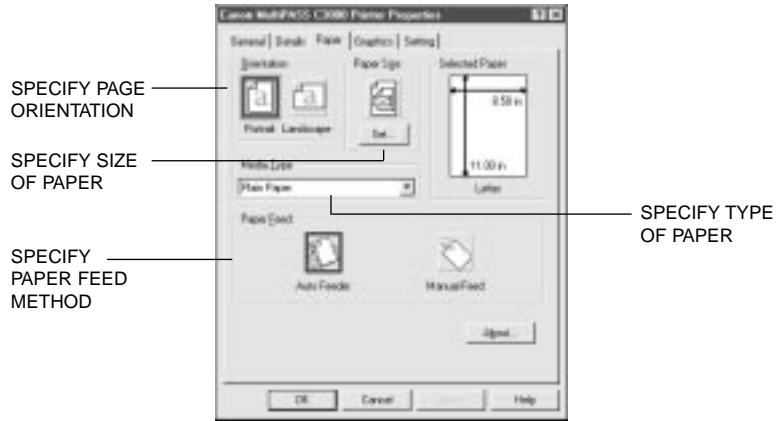 Canon MultiPASS C3000 Printer Properties
General Details Paper Graphics Setting
Orientation
Portrait Landscape
Paper Size
Set...
Selected Paper
8.50 in
11.00 in
Letter
Media Type
Plain Paper
Paper Feed
Auto Feeder
Manual Feed
About...
OK Cancel Help
SPECIFY PAGE
ORIENTATION
SPECIFY SIZE
OF PAPER
SPECIFY
PAPER FEED
METHOD
SPECIFY TYPE
OF PAPER